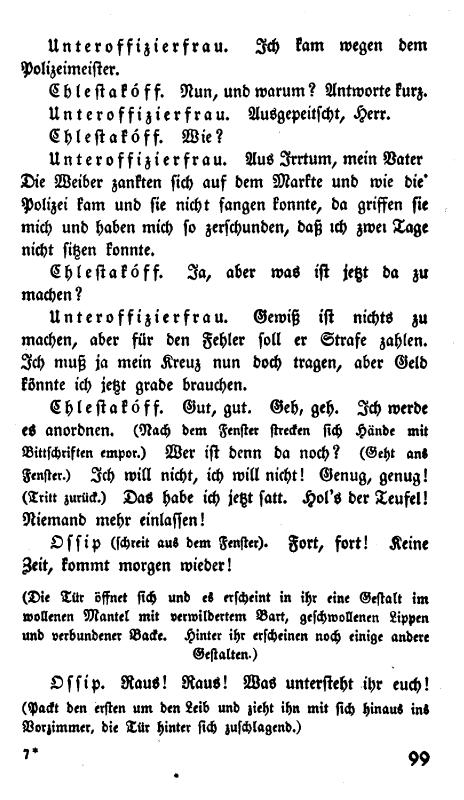 Unteroffizierfrau. Ich kam wegen dem
Polizeimeister.
Chlestaków. Nun, und warum? Antworte kurz.
Unteroffizierfrau. Ausgepeitscht, Herr.
Chlestakóff. Wie?
Unteroffizierfrau. Aus Irrtum, mein Vater
Die Weiber zankten sich auf dem Markte und wie die
Polizei kam und sie nicht fangen konnte, da griffen sie
mich und haben mich so zerschunden, daß ich zwei Tage
nicht sitzen konnte.
Chlestakóff. Ja, aber was ist jetzt da zu
machen?
Unteroffizierfrau. Gewiß ist nichts zu
machen, aber für den Fehler soll er Strafe zahlen.
Ich muß ja mein Kreuz nun doch tragen, aber Geld
könnte ich jetzt grade brauchen.
Chlestakóff. Gut, gut. Geh, geh. Ich werde
es anordnen. (Nach dem Fenster strecken sich Hände mit
Bittschriften empor.) Wer ist denn da noch? (Geht ans
Fenster.) Ich will nicht, ich will nicht! Genug, genug!
(Tritt zurück.) Das habe ich jetzt satt. Hol's der Teufel!
Niemand mehr einlassen!
Ossip (schreit aus dem Fenster). Fort, fort! Keine
Zeit, kommt morgen wieder!
(Die Tür öffnet sich und es erscheint in ihr eine Gestalt im
wollenen Mantel mit verwildertem Bart, geschwollenen Lippen
und verbundener Backe. Hinter ihr erscheinen noch einige andere
Gestalten.)
Ossip. Raus! Raus! Was untersteht ihr euch!
(Packt den ersten um den Leib und zieht ihn mit sich hinaus ins
Vorzimmer, die Tür hinter sich zuschlagend.)
7*
99